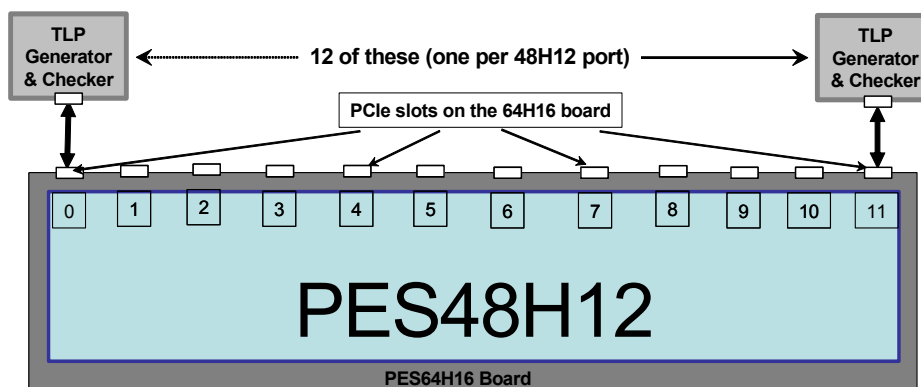 TLP
Generator
& Checker
12 of these (one per 48H12 port)
TLP
Generator
& Checker
PCIe slots on the 64H16 board
0 1 2 3 4 5 6 7 8 9 10 11
PES48H12
PES64H16 Board